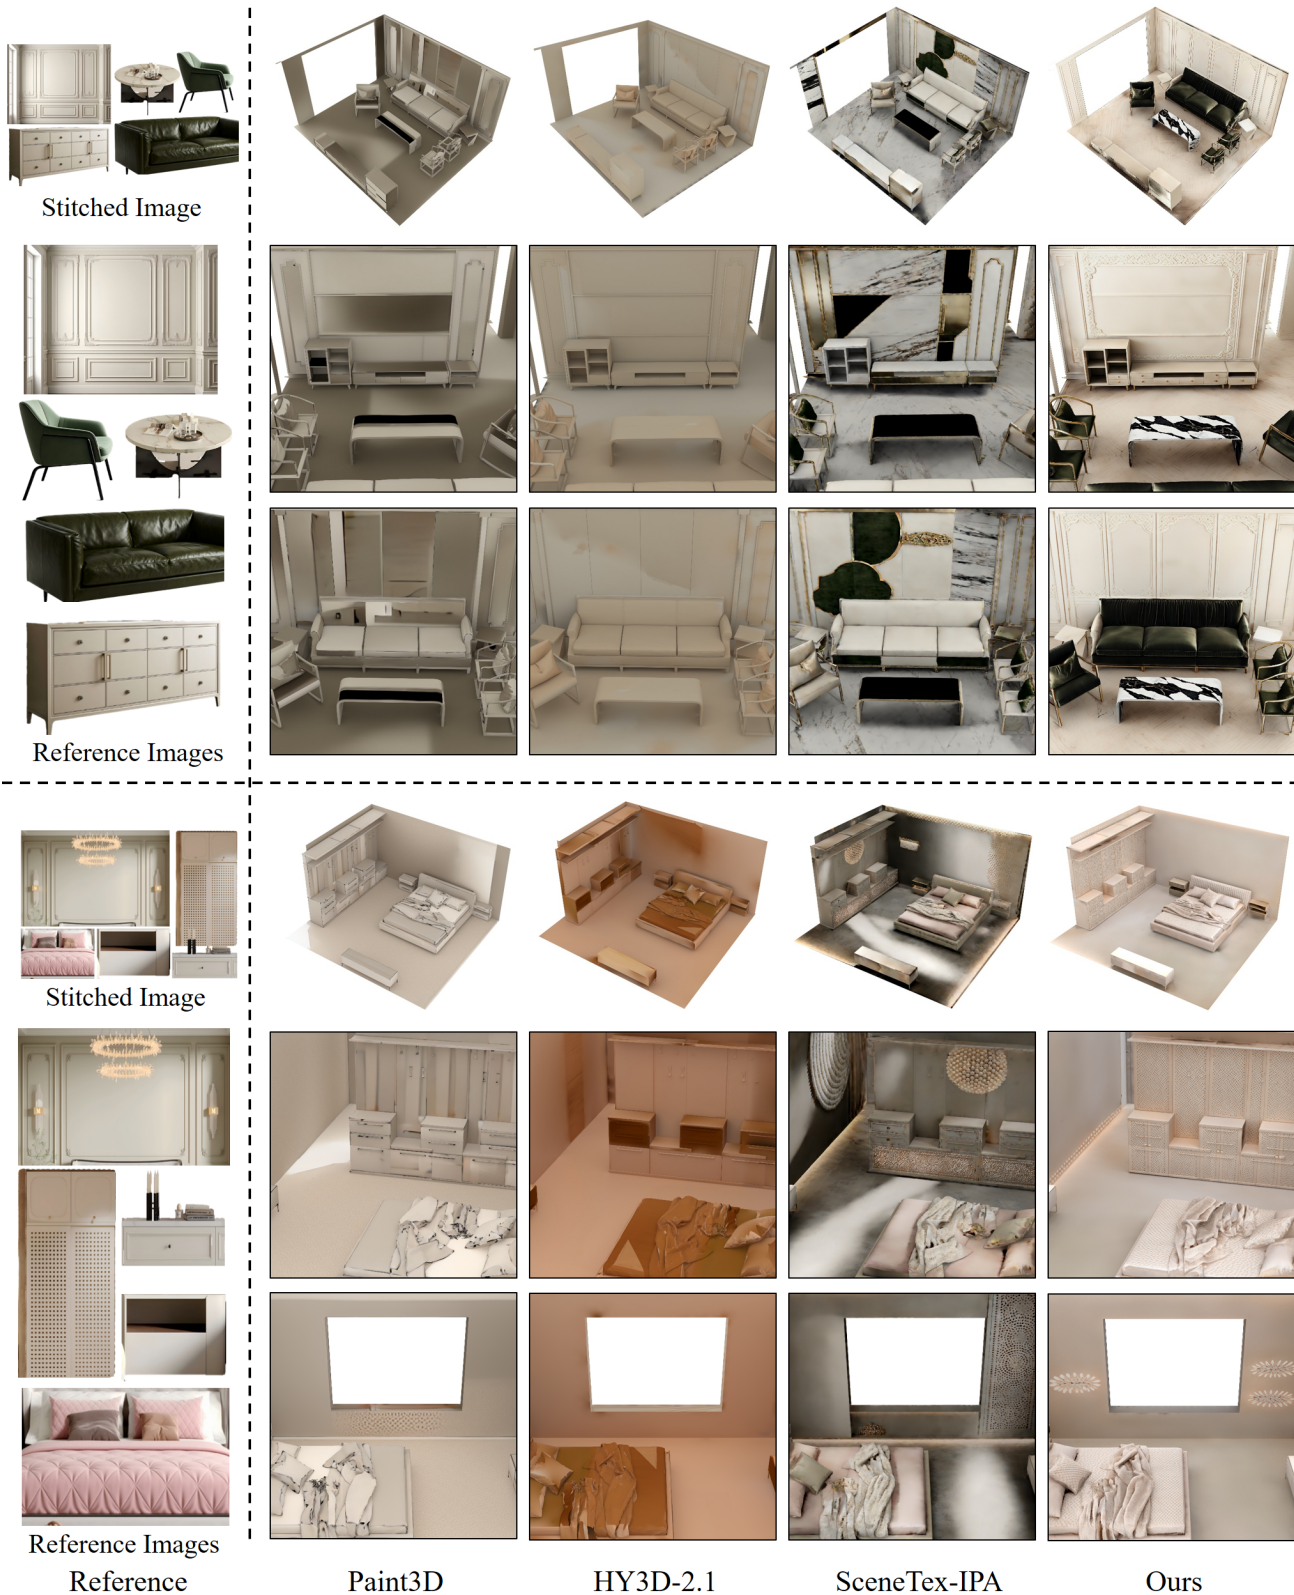 Stitched Image
Reference Images
Stitched Image
Reference Images
Reference
Paint3D
HY3D-2.1
SceneTex-IPA
Ours